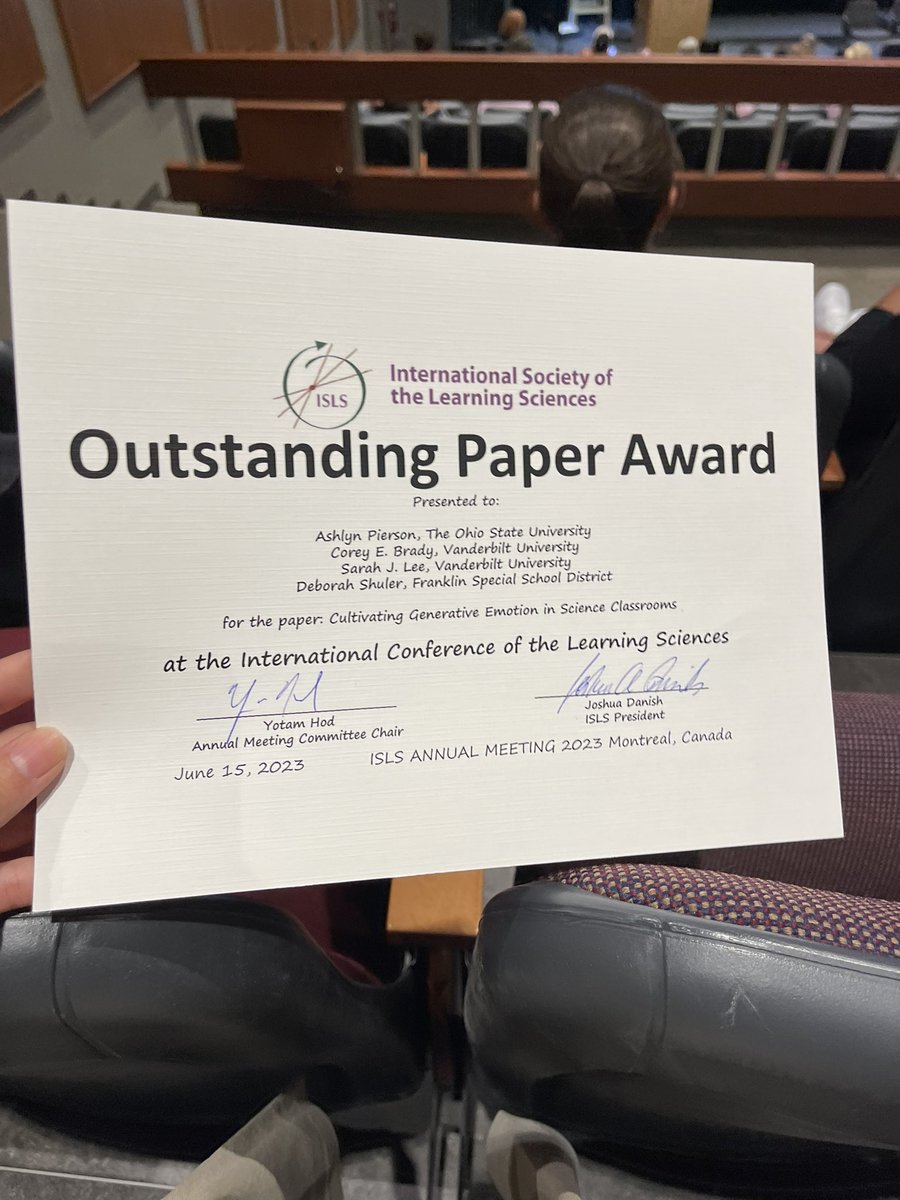 ISLS
International Society of
the Learning Sciences
Outstanding Paper Award
Presented to:
Ashlyn Pierson, The Ohio State University
Corey E. Brady, Vanderbilt University
Sarah J. Lee, Vanderbilt University
Deborah Shuler, Franklin Special School District
for the paper: Cultivating Generative Emotion in Science Classrooms
at the International Conference of the Learning Sciences
Yotam Hod
Annual Meeting Committee Chair
Joshua Danish
ISLS President
June 15, 2023
ISLS ANNUAL MEETING 2023 Montreal, Canada